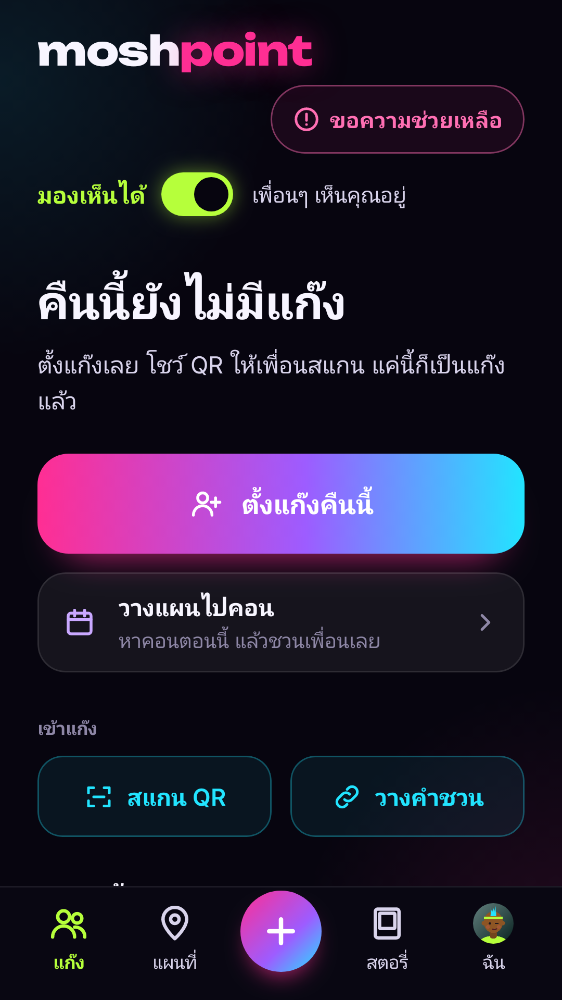 moshpoint
ขอความช่วยเหลือ
มองเห็นได้
เพื่อนๆ เห็นคุณอยู่
คืนนี้ยังไม่มีแก๊ง
ตั้งแก๊งเลย โชว์ QR ให้เพื่อนสแกน แค่นี้ก็เป็นแก๊ง
แล้ว
ตั้งแก๊งคืนนี้
วางแผนไปคอน
หาคอนตอนนี้ แล้วชวนเพื่อนเลย
เข้าแก๊ง
สแกน QR
วางคำชวน
แก๊ง
แผนที่
สตอรี่
ฉัน